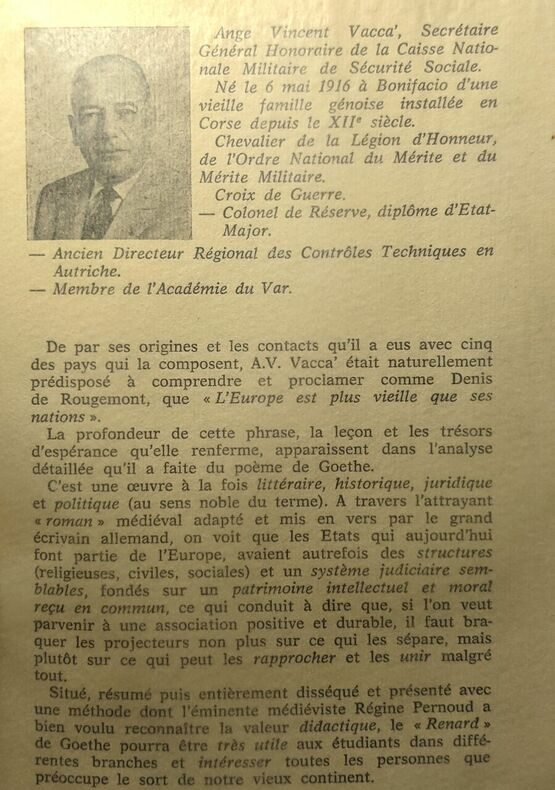 Ange Vincent Vacca', Secrétaire
Général Honoraire de la Caisse Natio-
nale Militaire de Sécurité Sociale.
Né le 6 mai 1916 à Bonifacio d'une
vieille famille génoise installée en
Corse depuis le XIIe siècle.
Chevalier de la Légion d'Honneur,
de l'Ordre National du Mérite et du
Mérite Militaire.
Croix de Guerre.
— Colonel de Réserve, diplôme d'Etat-
Major.
— Ancien Directeur Régional des Contrôles Techniques en
Autriche.
— Membre de l'Académie du Var.
De par ses origines et les contacts qu'il a eus avec cinq
des pays qui la composent, A.V. Vacca' était naturellement
prédisposé à comprendre et proclamer comme Denis
de Rougemont, que « L'Europe est plus vieille que ses
nations ».
La profondeur de cette phrase, la leçon et les trésors
d'espérance qu'elle renferme, apparaissent dans l'analyse
détaillée qu'il a faite du poème de Goethe.
C'est une œuvre à la fois littéraire, historique, juridique
et politique (au sens noble du terme). A travers l'attrayant
« roman » médiéval adapté et mis en vers par le grand
écrivain allemand, on voit que les Etats qui aujourd'hui
font partie de l'Europe, avaient autrefois des structures
(religieuses, civiles, sociales) et un système judiciaire sem-
blables, fondés sur un patrimoine intellectuel et moral
reçu en commun, ce qui conduit à dire que, si l'on veut
parvenir à une association positive et durable, il faut bra-
quer les projecteurs non plus sur ce qui les sépare, mais
plutôt sur ce qui peut les rapprocher et les unir malgré
tout.
Situé, résumé puis entièrement disséqué et présenté avec
une méthode dont l'éminente médiéviste Régine Pernoud a
bien voulu reconnaître la valeur didactique, le « Renard »
de Goethe pourra être très utile aux étudiants dans diffé-
rentes branches et intéresser toutes les personnes que
préoccupe le sort de notre vieux continent.